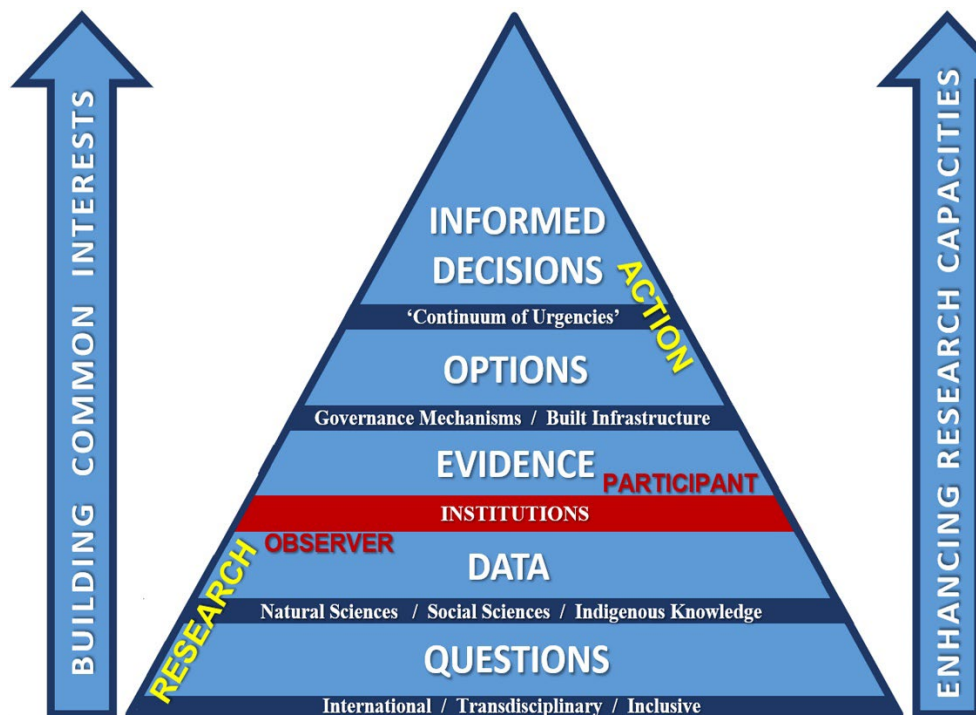 BUILDING COMMON INTERESTS
INFORMED
DECISIONS
ACTION
‘Continuum of Urgencies’
OPTIONS
Governance Mechanisms / Built Infrastructure
EVIDENCE
PARTICIPANT
INSTITUTIONS
OBSERVER
RESEARCH
DATA
Natural Sciences / Social Sciences / Indigenous Knowledge
QUESTIONS
International / Transdisciplinary / Inclusive
ENHANCING RESEARCH CAPACITIES